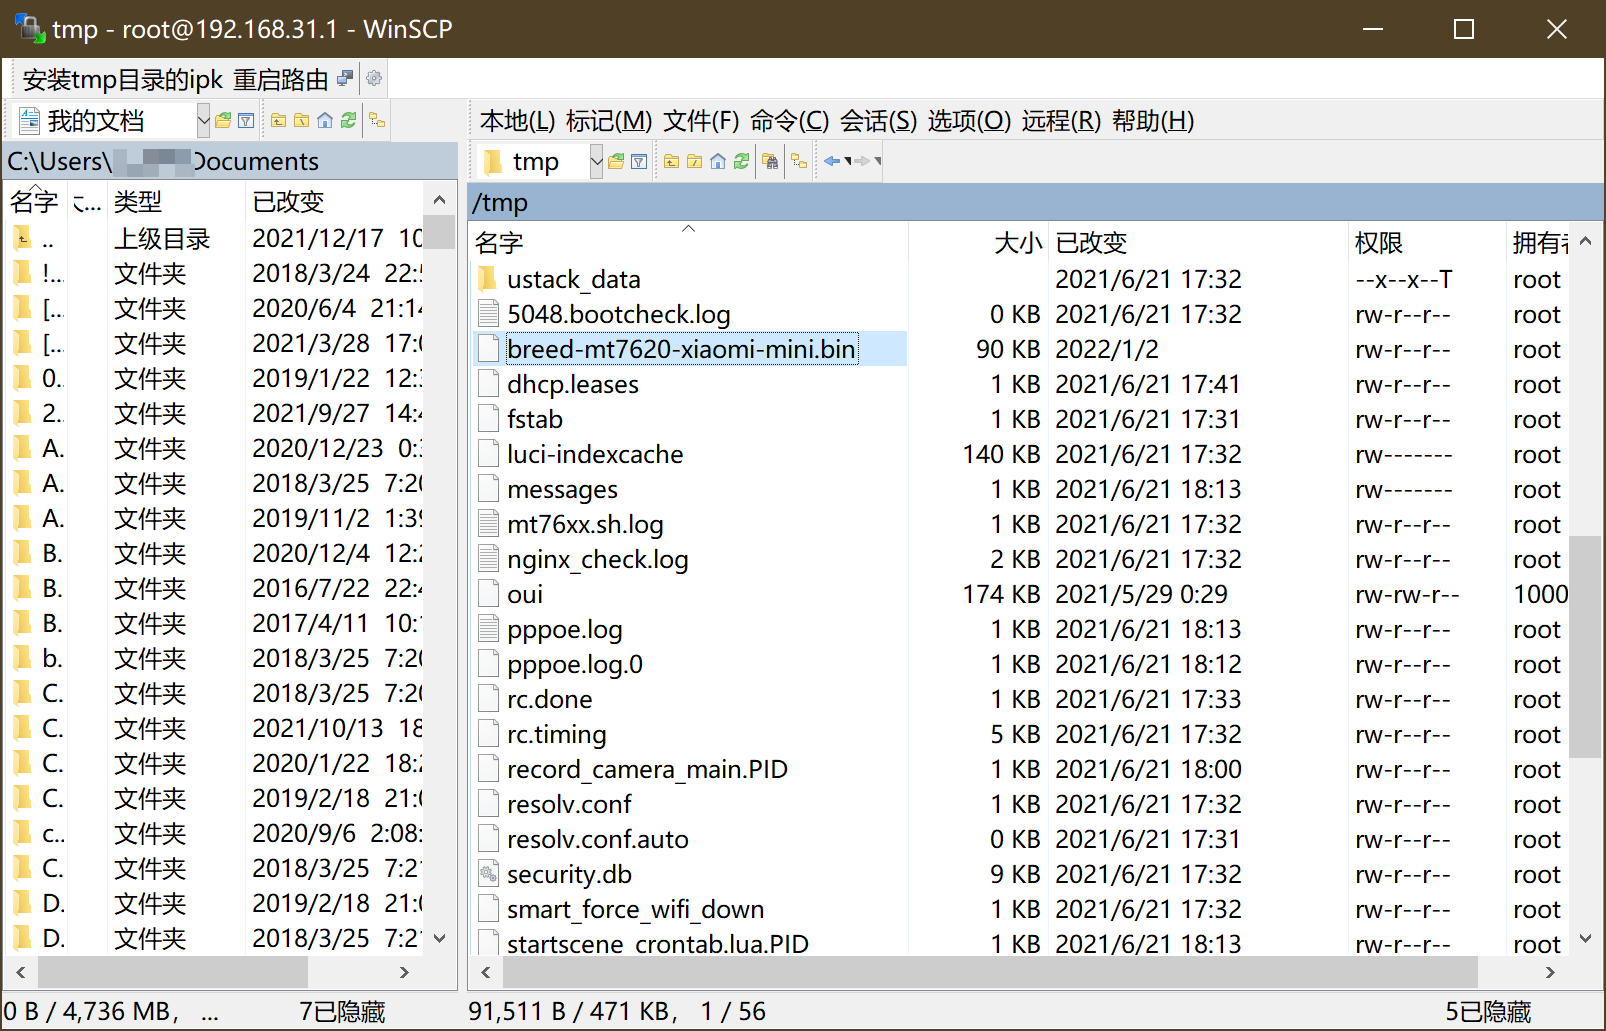 tmp - root@192.168.31.1 - WinSCP
安装tmp目录的ipk 重启路由
我的文档
本地(L) 标记(M) 文件(F) 命令(C) 会话(S) 选项(O) 远程(R) 帮助(H)
tmp
C:\Users\ Documents
/tmp
名字 ... 类型 已改变
.. 上级目录 2021/12/17 10
!... 文件夹 2018/3/24 22:
[... 文件夹 2020/6/4 21:14
[... 文件夹 2021/3/28 17:
0. 文件夹 2019/1/22 12:
2. 文件夹 2021/9/27 14:
A. 文件夹 2020/12/23 0:
A. 文件夹 2018/3/25 7:20
A. 文件夹 2019/11/2 1:39
B. 文件夹 2020/12/4 12:
B. 文件夹 2016/7/22 22:
B. 文件夹 2017/4/11 10:
b. 文件夹 2018/3/25 7:20
C. 文件夹 2018/3/25 7:20
C. 文件夹 2021/10/13 18
C. 文件夹 2020/1/22 18:
C. 文件夹 2019/2/18 21:
c... 文件夹 2020/9/6 2:08:
C. 文件夹 2018/3/25 7:21
D. 文件夹 2019/2/18 21:
D. 文件夹 2018/3/25 7:21
名字 大小 已改变 权限 拥有者
ustack_data 2021/6/21 17:32 --x--x--T root
5048.bootcheck.log 0 KB 2021/6/21 17:32 rw-r--r-- root
breed-mt7620-xiaomi-mini.bin 90 KB 2022/1/2 rw-r--r-- root
dhcp.leases 1 KB 2021/6/21 17:41 rw-r--r-- root
fstab 1 KB 2021/6/21 17:31 rw-r--r-- root
luci-indexcache 140 KB 2021/6/21 17:32 rw------- root
messages 1 KB 2021/6/21 18:13 rw------- root
mt76xx.sh.log 1 KB 2021/6/21 17:32 rw-r--r-- root
nginx_check.log 2 KB 2021/6/21 17:32 rw-r--r-- root
oui 174 KB 2021/5/29 0:29 rw-rw-r-- 1000
pppoe.log 1 KB 2021/6/21 18:13 rw-r--r-- root
pppoe.log.0 1 KB 2021/6/21 18:12 rw-r--r-- root
rc.done 1 KB 2021/6/21 17:33 rw-r--r-- root
rc.timing 5 KB 2021/6/21 17:32 rw-r--r-- root
record_camera_main.PID 1 KB 2021/6/21 18:00 rw-r--r-- root
resolv.conf 1 KB 2021/6/21 17:32 rw-r--r-- root
resolv.conf.auto 0 KB 2021/6/21 17:31 rw-r--r-- root
security.db 9 KB 2021/6/21 17:32 rw-r--r-- root
smart_force_wifi_down 1 KB 2021/6/21 17:32 rw-r--r-- root
startscene_crontab.lua.PID 1 KB 2021/6/21 18:13 rw-r--r-- root
0 B / 4,736 MB, ... 7已隐藏
91,511 B / 471 KB, 1 / 56 5已隐藏